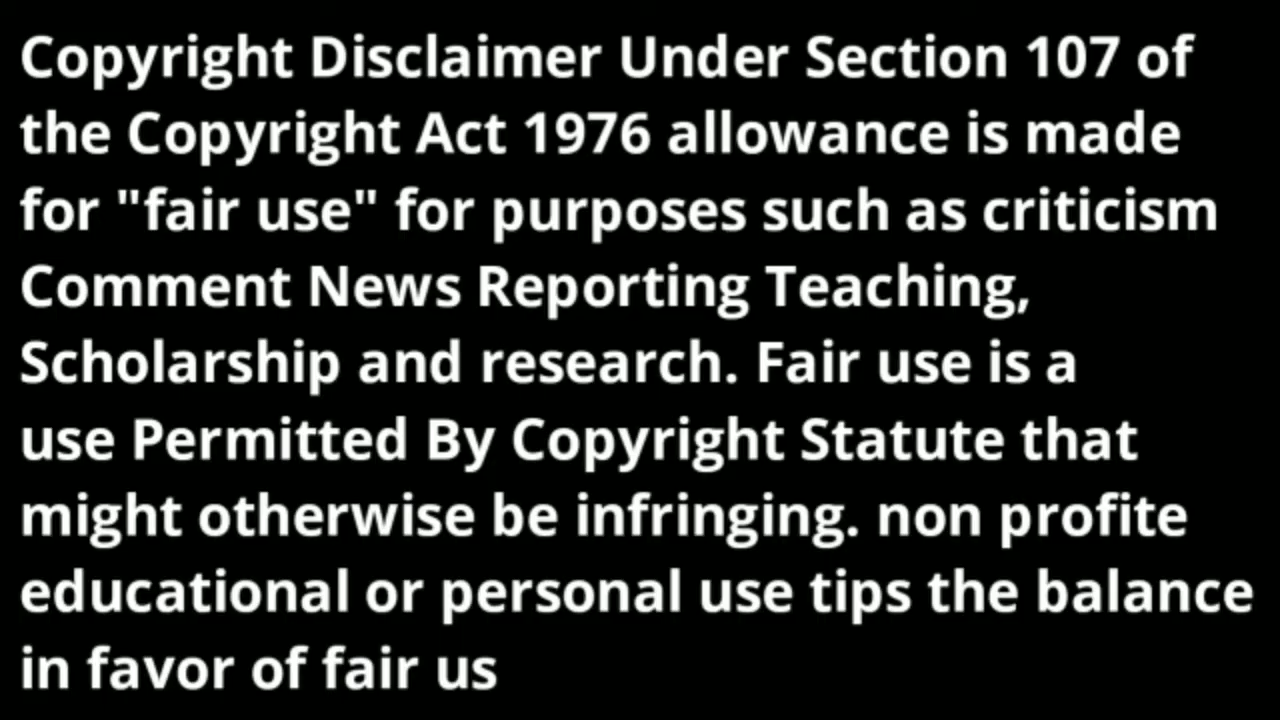 Copyright Disclaimer Under Section 107 of
the Copyright Act 1976 allowance is made
for "fair use" for purposes such as criticism
Comment News Reporting Teaching,
Scholarship and research. Fair use is a
use Permitted By Copyright Statute that
might otherwise be infringing. non profite
educational or personal use tips the balance
in favor of fair us